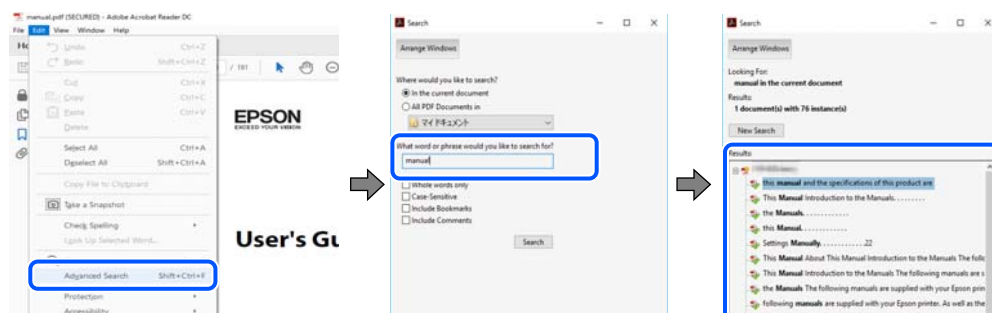 manual.pdf (SECURED) - Adobe Acrobat Reader DC
File Edit View Window Help
Undo Ctrl+Z
Redo Shift+Ctrl+Z
Cut Ctrl+X
Copy Ctrl+C
Paste Ctrl+V
Delete
Select All Ctrl+A
Deselect All Shift+Ctrl+A
Copy File to Clipboard
Take a Snapshot
Check Spelling
Look Up Selected Word...
Advanced Search Shift+Ctrl+F
Protection
Accessibility
/ 181
EPSON
EXCEED YOUR VISION
User's Gu
Search
Arrange Windows
Where would you like to search?
In the current document
All PDF Documents in
マイ ドキュメント
What word or phrase would you like to search for?
manual
Whole words only
Case-Sensitive
Include Bookmarks
Include Comments
Search
Search
Arrange Windows
Looking For:
manual in the current document
Results:
1 document(s) with 76 instance(s)
New Search
Results:
this manual and the specifications of this product are
This Manual Introduction to the Manuals. . . . . . . . .
the Manuals. . . . . . . . . . . .
this Manual. . . . . . . . . . . .
Settings Manually. . . . . . . . . . . . 22
This Manual About This Manual Introduction to the Manuals The follo
This Manual Introduction to the Manuals The following manuals are s
the Manuals The following manuals are supplied with your Epson prin
following manuals are supplied with your Epson printer. As well as the